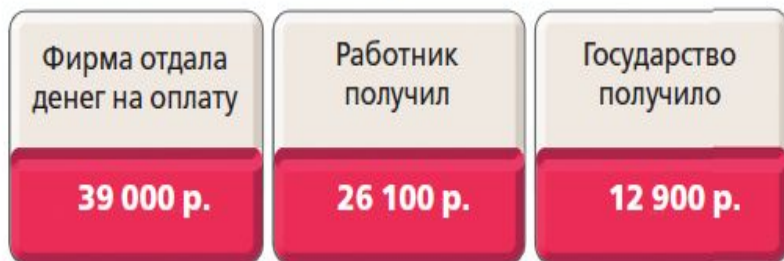 Фирма отдала
денег на оплату
39 000 р.
Работник
получил
26 100 р.
Государство
получило
12 900 р.